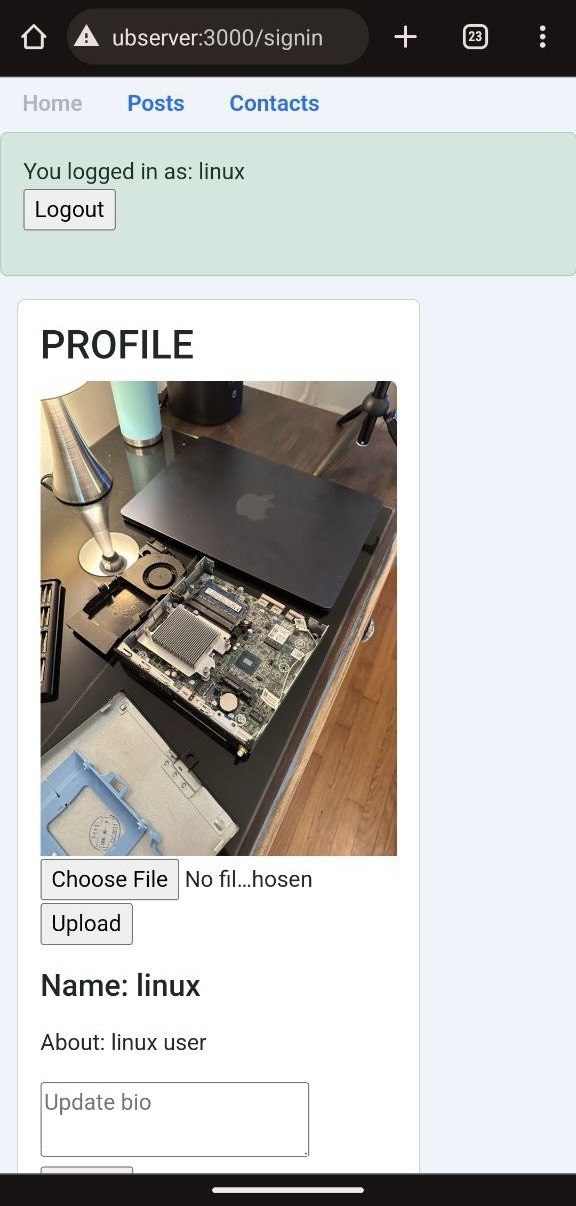 ubserver:3000/signin
23
Home Posts Contacts
You logged in as: linux
Logout
PROFILE
Choose File No fil...hosen
Upload
Name: linux
About: linux user
Update bio